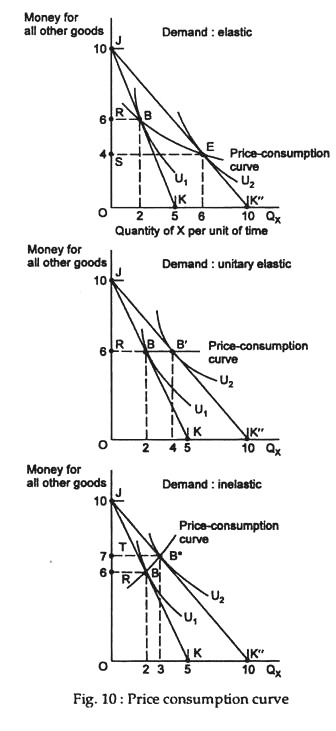 Money for
all other goods
Demand : elastic
10
J
6
R
B
E
4
S
Price-consumption
curve
U1
U2
K
K"
O
2
5
6
10
QX
Quantity of X per unit of time
Money for
all other goods
Demand : unitary elastic
10
J
6
R
B
B'
Price-consumption
curve
U2
U1
K
K"
O
2
4
5
10
QX
Money for
all other goods
Demand : inelastic
10
J
Price-consumption
curve
7
T
B*
6
R
B
U2
U1
K
K"
O
2
3
5
10
QX
Fig. 10 : Price consumption curve